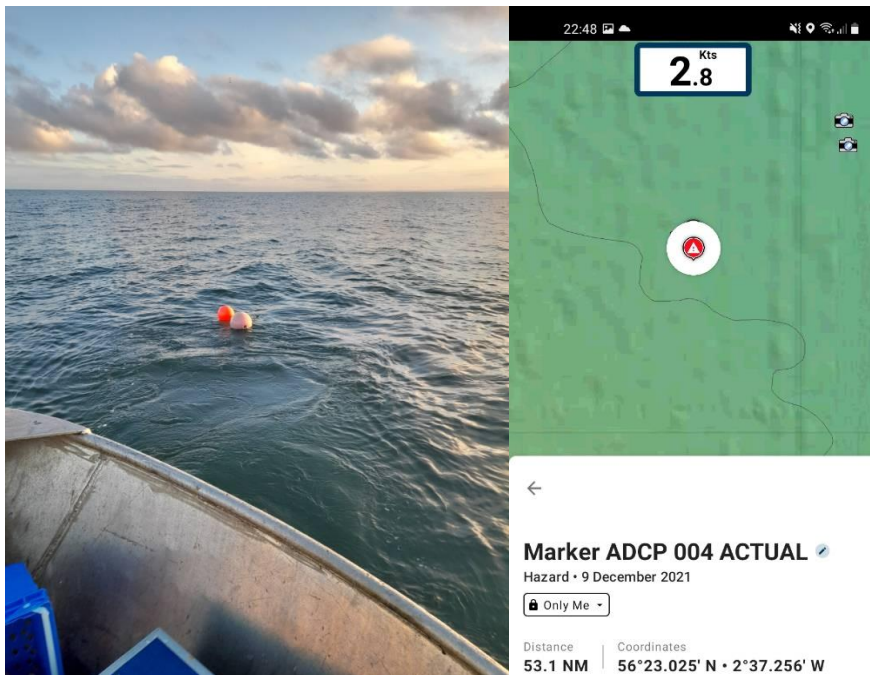 22:48
Kts
2.8
Marker ADCP 004 ACTUAL
Hazard • 9 December 2021
Only Me
Distance
Coordinates
53.1 NM
56°23.025' N • 2°37.256' W